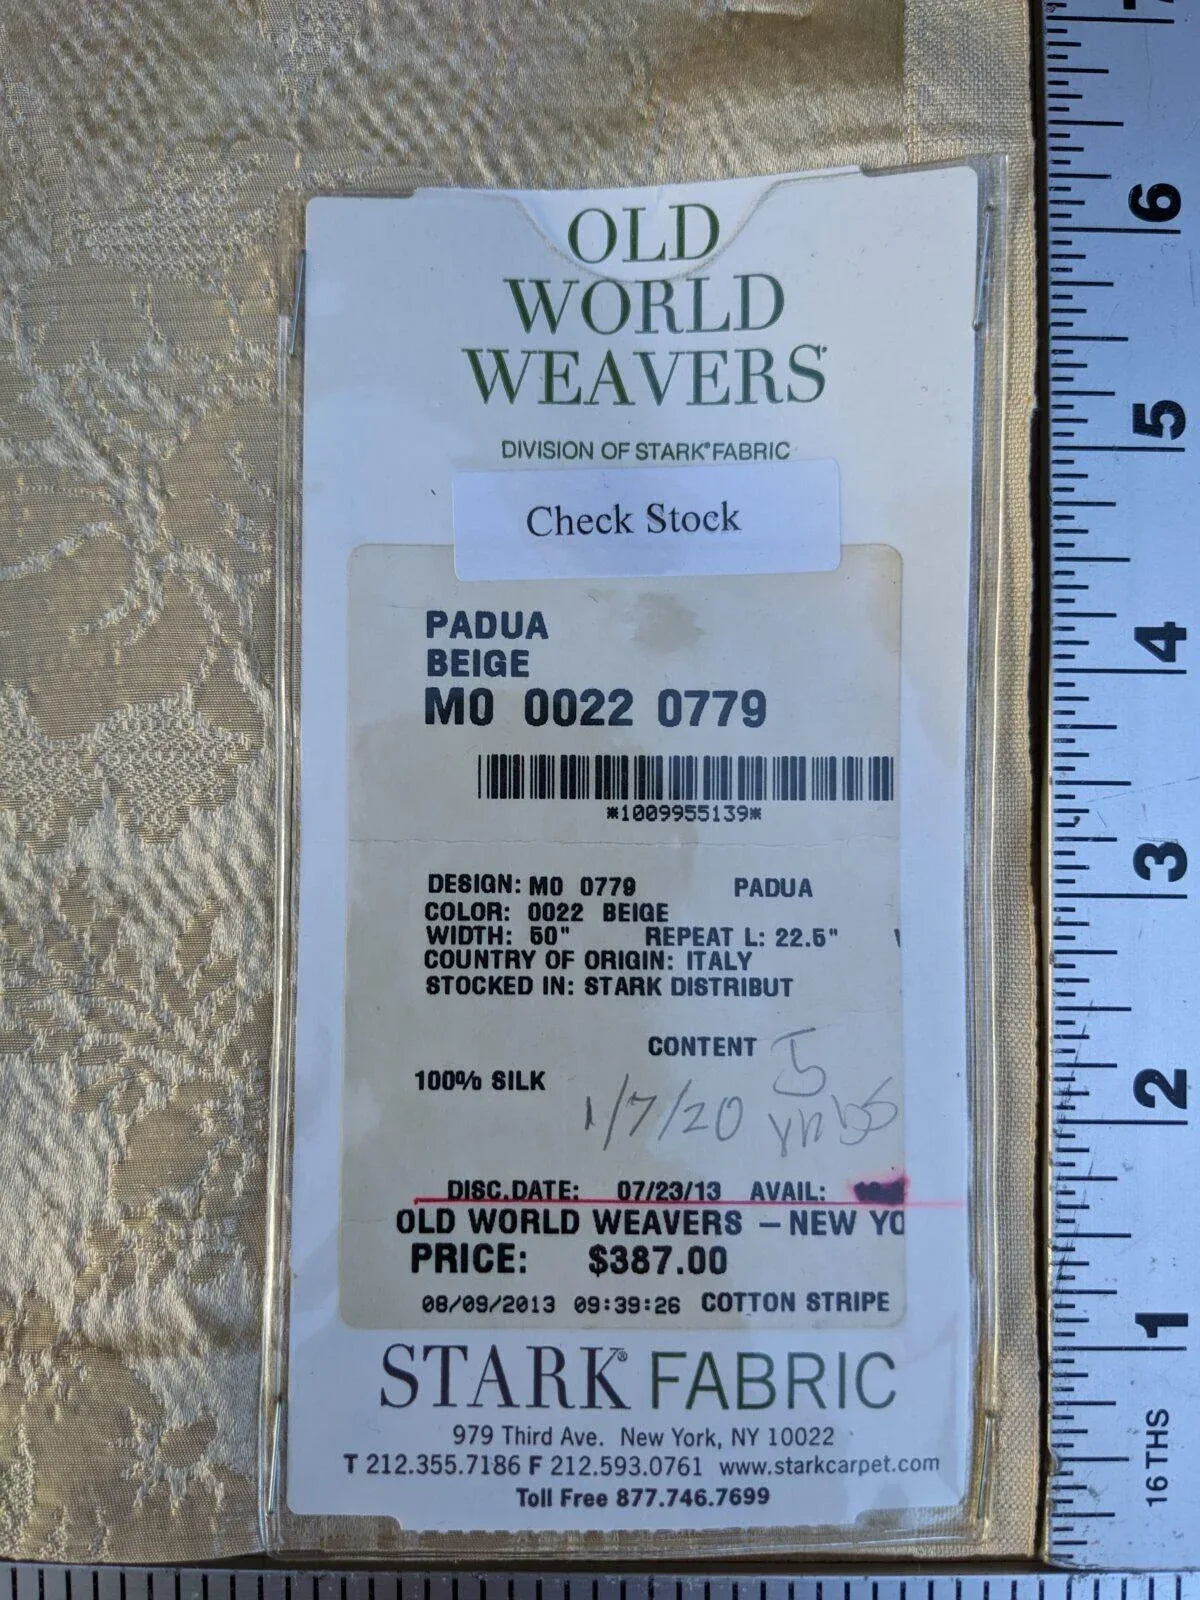 OLD
WORLD
WEAVERS
DIVISION OF STARK® FABRIC
Check Stock
PADUA
BEIGE
M0 0022 0779
*1009955139*
DESIGN: M0 0779 PADUA
COLOR: 0022 BEIGE
WIDTH: 50" REPEAT L: 22.5"
COUNTRY OF ORIGIN: ITALY
STOCKED IN: STARK DISTRIBUT
CONTENT 5
100% SILK
1/7/20
DISC.DATE: 07/23/13 AVAIL:
OLD WORLD WEAVERS – NEW YO
PRICE: $387.00
08/09/2013 09:39:26 COTTON STRIPE
STARK® FABRIC
979 Third Ave. New York, NY 10022
T 212.355.7186 F 212.593.0761 www.starkcarpet.com
Toll Free 877.746.7699
7
6
5
4
3
2
1
16 THS